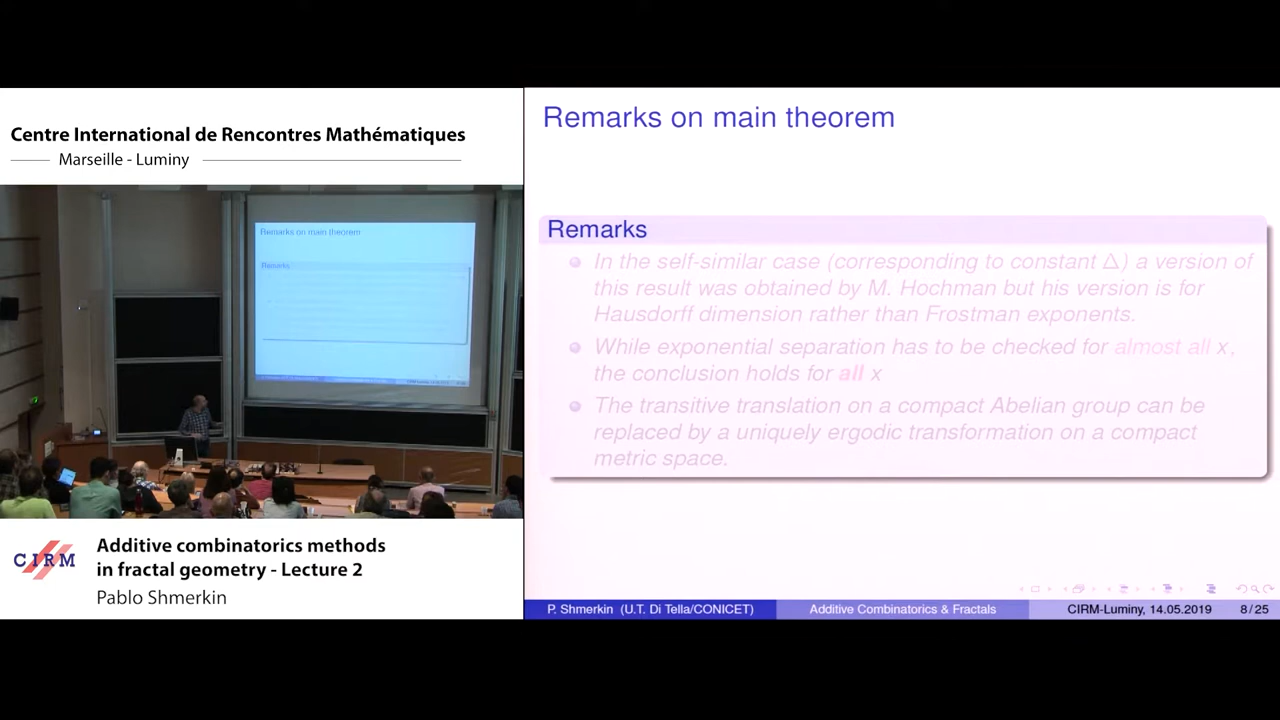 Centre International de Rencontres Mathématiques
Marseille - Luminy
Remarks on main theorem
Remarks
CIRM
Additive combinatorics methods
in fractal geometry - Lecture 2
Pablo Shmerkin
Remarks on main theorem
Remarks
In the self-similar case (corresponding to constant Δ) a version of
this result was obtained by M. Hochman but his version is for
Hausdorff dimension rather than Frostman exponents.
While exponential separation has to be checked for almost all x,
the conclusion holds for all x
The transitive translation on a compact Abelian group can be
replaced by a uniquely ergodic transformation on a compact
metric space.
P. Shmerkin (U.T. Di Tella/CONICET) Additive Combinatorics & Fractals CIRM-Luminy, 14.05.2019 8 / 25